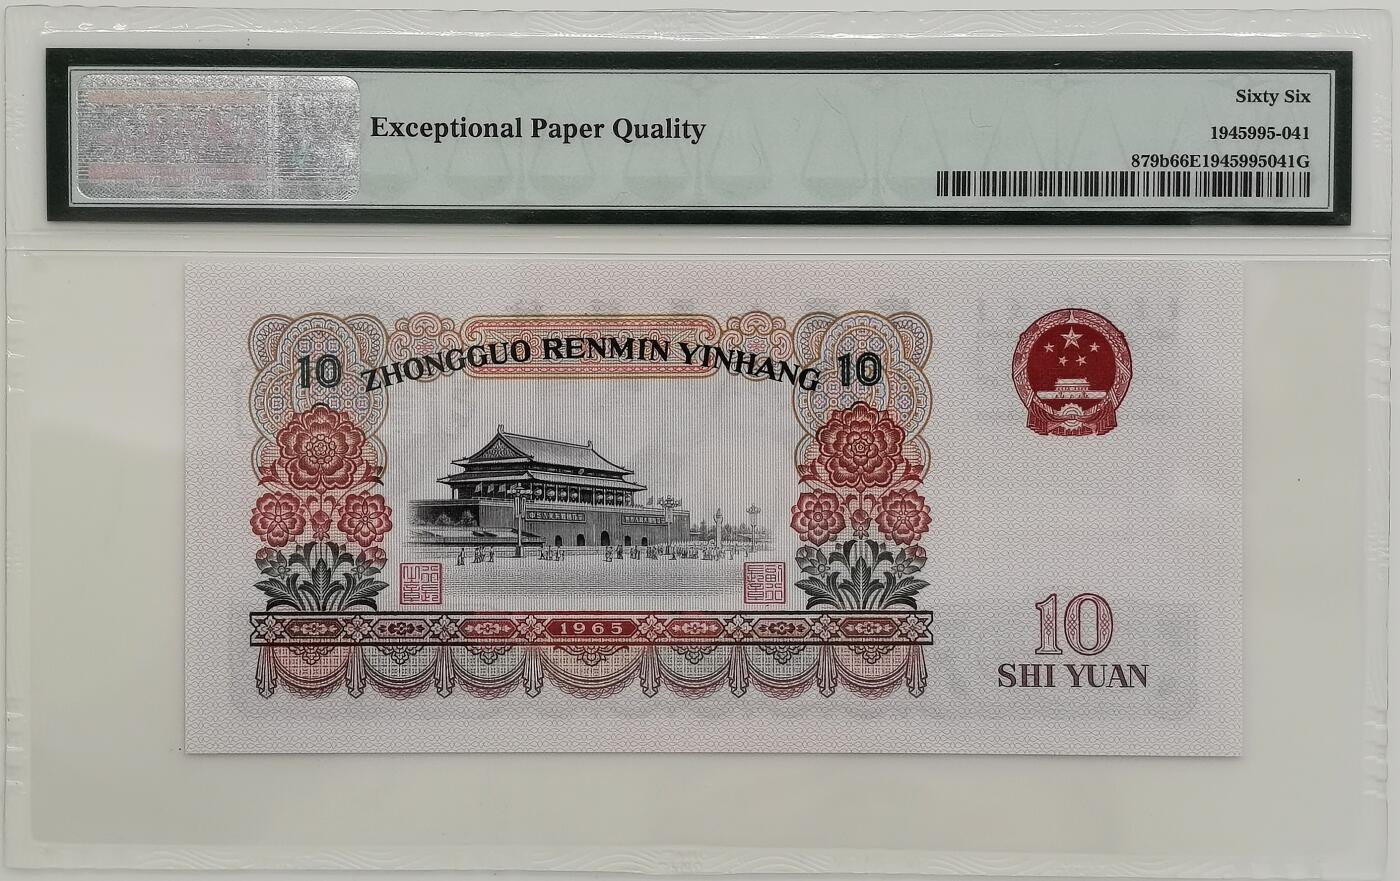 Exceptional Paper Quality
Sixty Six
1945995-041
879b66E1945995041G
10 ZHONGGUO RENMIN YINHANG 10
1965
10
SHI YUAN